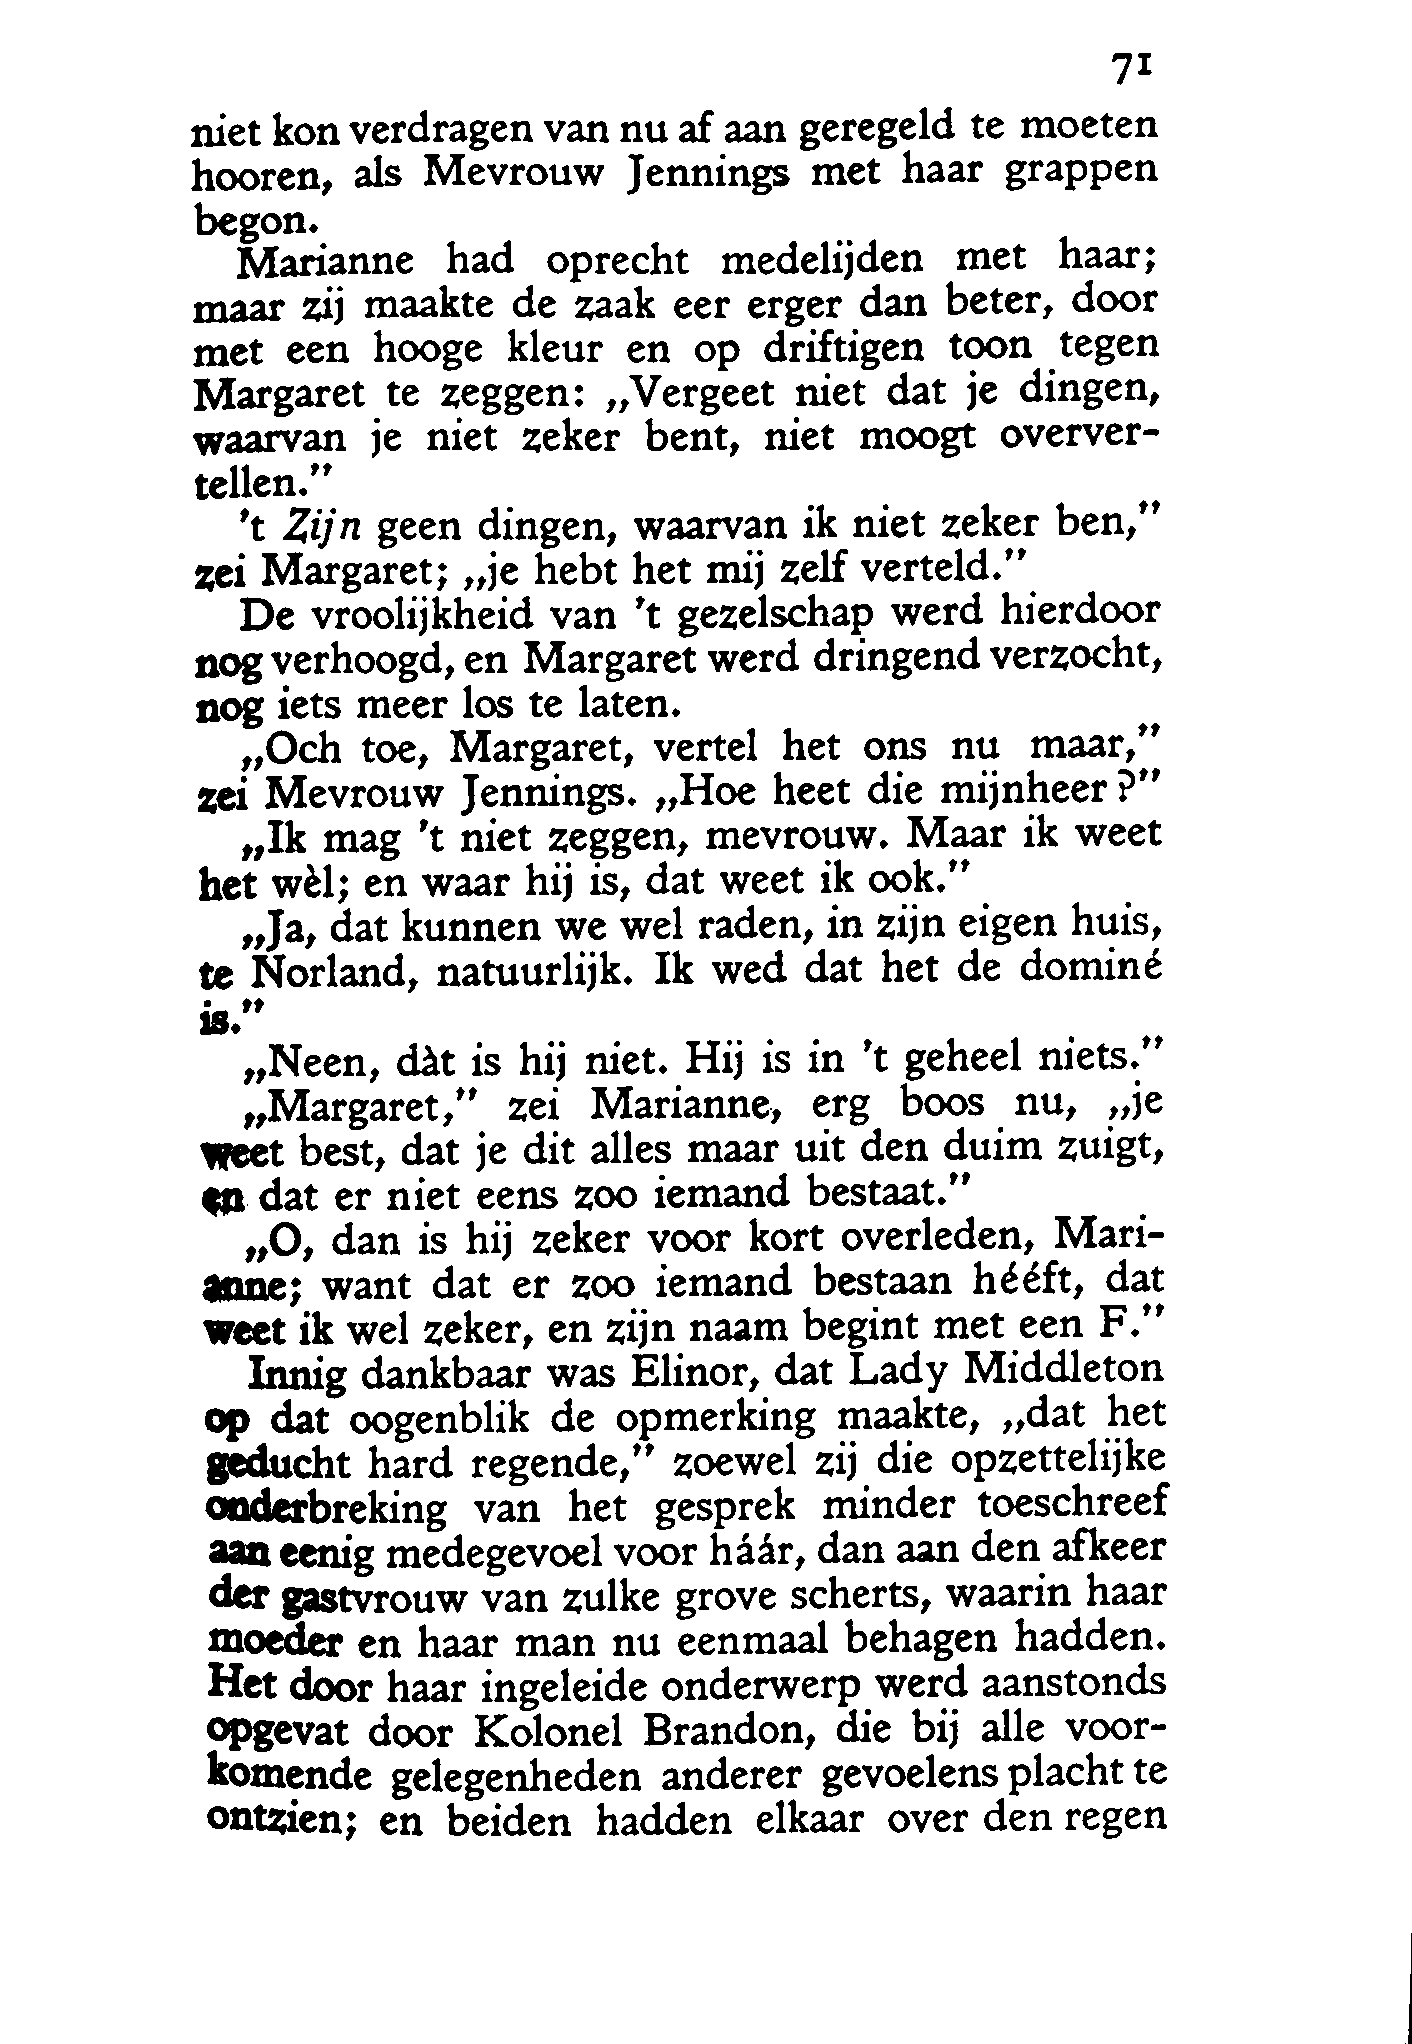 71
niet kon verdragen van nu af aan geregeld te moeten
hooren, als Mevrouw Jennings met haar grappen
begon.
Marianne had oprecht medelijden met haar;
maar zij maakte de zaak eer erger dan beter, door
met een hooge kleur en op driftigen toon tegen
Margaret te zeggen: „Vergeet niet dat je dingen,
waarvan je niet zeker bent, niet moogt oververtellen."
't Zijn geen dingen, waarvan ik niet zeker ben,"
zei Margaret; „je hebt het mij zelf verteld."
De vroolijkheid van 't gezelschap werd hierdoor
nog verhoogd, en Margaret werd dringend verzocht,
nog iets meer los te laten.
„Och toe, Margaret, vertel het ons nu maar,"
zei Mevrouw Jennings. „Hoe heet die mijnheer?"
„Ik mag 't niet zeggen, mevrouw. Maar ik weet
het wèl; en waar hij is, dat weet ik ook."
„Ja, dat kunnen we wel raden, in zijn eigen huis,
te Norland, natuurlijk. Ik wed dat het de dominé
is."
„Neen, dàt is hij niet. Hij is in 't geheel niets."
„Margaret," zei Marianne, erg boos nu, „je
weet best, dat je dit alles maar uit den duim zuigt,
en dat er niet eens zoo iemand bestaat."
„O, dan is hij zeker voor kort overleden, Mari-
anne; want dat er zoo iemand bestaan hééft, dat
weet ik wel zeker, en zijn naam begint met een F."
Innig dankbaar was Elinor, dat Lady Middleton
op dat oogenblik de opmerking maakte, „dat het
geducht hard regende," zoewel zij die opzettelijke
onderbreking van het gesprek minder toeschreef
aan eenig medegevoel voor háár, dan aan den afkeer
der gastvrouw van zulke grove scherts, waarin haar
moeder en haar man nu eenmaal behagen hadden.
Het door haar ingeleide onderwerp werd aanstonds
opgevat door Kolonel Brandon, die bij alle voor-
komende gelegenheden anderer gevoelens placht te
ontzien; en beiden hadden elkaar over den regen